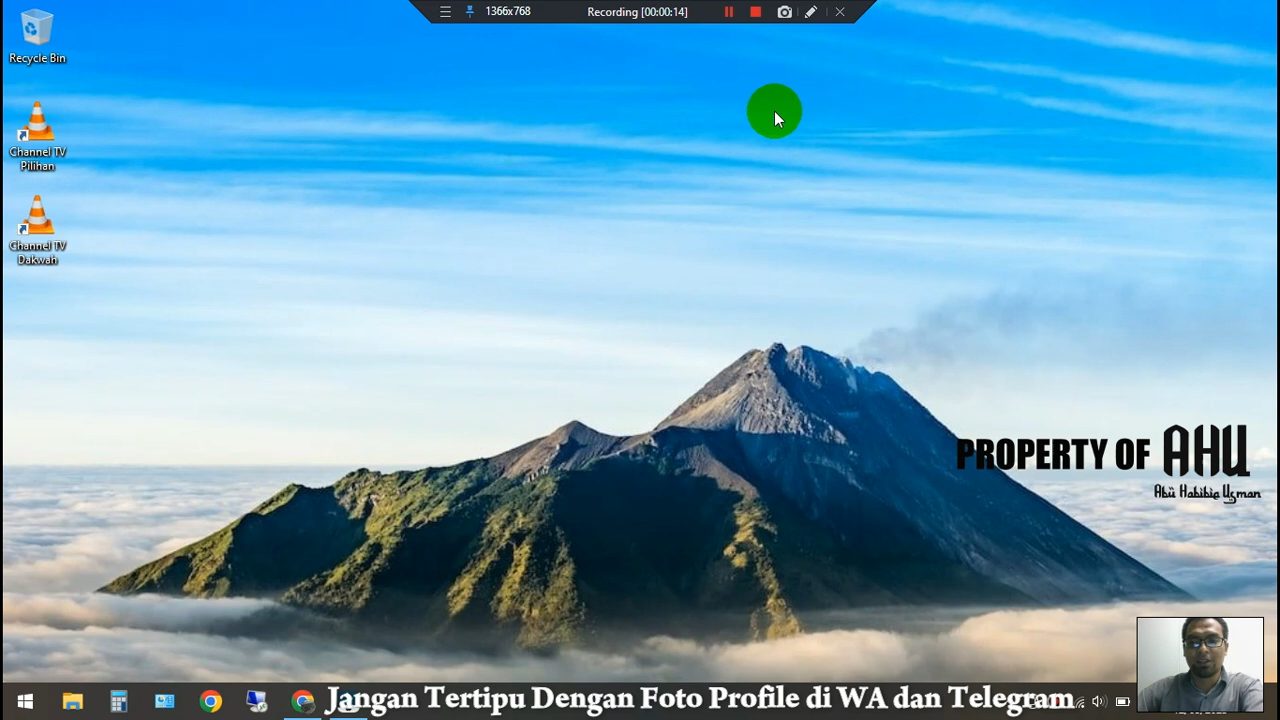 1366x768
Recording [00:00:14]
Recycle Bin
Channel TV
Pilihan
Channel TV
Dakwah
PROPERTY OF AHU
Abu Habibie Usman
Jangan Tertipu Dengan Foto Profile di WA dan Telegram